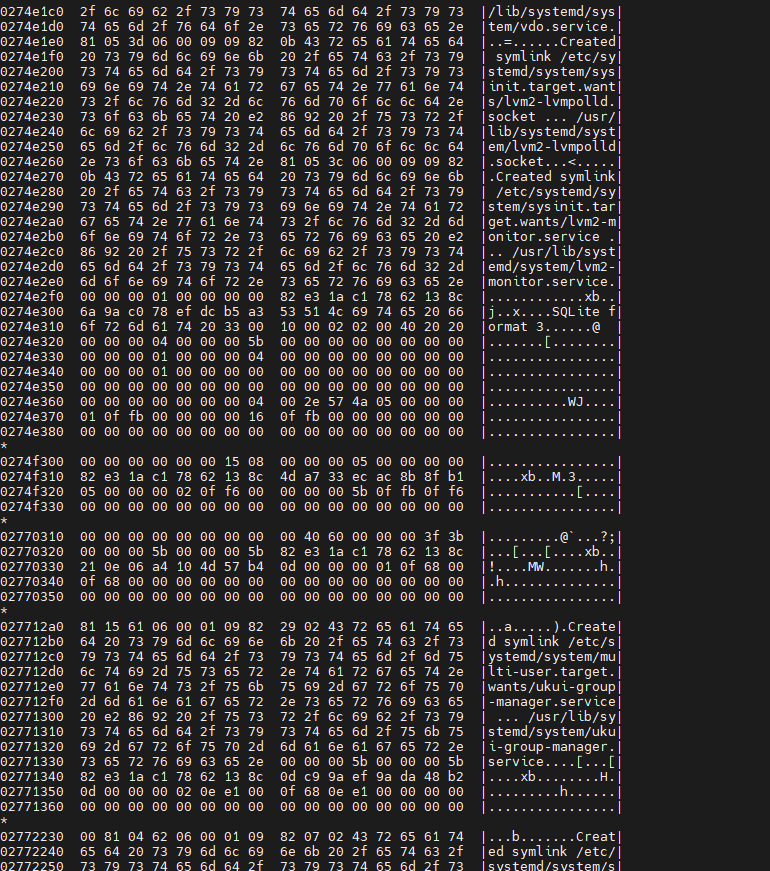 0274e1c0  2f 6c 69 62 2f 73 79 73  74 65 6d 64 2f 73 79 73  |/lib/systemd/sys|
0274e1d0  74 65 6d 2f 76 64 6f 2e  73 65 72 76 69 63 65 2e  |tem/vdo.service.|
0274e1e0  81 05 3d 06 00 09 09 82  0b 43 72 65 61 74 65 64  |..=......Created|
0274e1f0  20 73 79 6d 6c 69 6e 6b  20 2f 65 74 63 2f 73 79  | symlink /etc/sy|
0274e200  73 74 65 6d 64 2f 73 79  73 74 65 6d 2f 73 79 73  |stemd/system/sys|
0274e210  69 6e 69 74 2e 74 61 72  67 65 74 2e 77 61 6e 74  |init.target.want|
0274e220  73 2f 6c 76 6d 32 2d 6c  76 6d 70 6f 6c 6c 64 2e  |s/lvm2-lvmpolld.|
0274e230  73 6f 63 6b 65 74 20 e2  86 92 20 2f 75 73 72 2f  |socket ... /usr/|
0274e240  6c 69 62 2f 73 79 73 74  65 6d 64 2f 73 79 73 74  |lib/systemd/syst|
0274e250  65 6d 2f 6c 76 6d 32 2d  6c 76 6d 70 6f 6c 6c 64  |em/lvm2-lvmpolld|
0274e260  2e 73 6f 63 6b 65 74 2e  81 05 3c 06 00 09 09 82  |.socket...<.....|
0274e270  0b 43 72 65 61 74 65 64  20 73 79 6d 6c 69 6e 6b  |.Created symlink|
0274e280  20 2f 65 74 63 2f 73 79  73 74 65 6d 64 2f 73 79  | /etc/systemd/sy|
0274e290  73 74 65 6d 2f 73 79 73  69 6e 69 74 2e 74 61 72  |stem/sysinit.tar|
0274e2a0  67 65 74 2e 77 61 6e 74  73 2f 6c 76 6d 32 2d 6d  |get.wants/lvm2-m|
0274e2b0  6f 6e 69 74 6f 72 2e 73  65 72 76 69 63 65 20 e2  |onitor.service .|
0274e2c0  86 92 20 2f 75 73 72 2f  6c 69 62 2f 73 79 73 74  |.. /usr/lib/syst|
0274e2d0  65 6d 64 2f 73 79 73 74  65 6d 2f 6c 76 6d 32 2d  |emd/system/lvm2-|
0274e2e0  6d 6f 6e 69 74 6f 72 2e  73 65 72 76 69 63 65 2e  |monitor.service.|
0274e2f0  00 00 00 01 00 00 00 00  82 e3 1a c1 78 62 13 8c  |............xb..|
0274e300  6a 9a c0 78 ef dc b5 a3  53 51 4c 69 74 65 20 66  |j..x....SQLite f|
0274e310  6f 72 6d 61 74 20 33 00  10 00 02 02 00 40 20 20  |ormat 3......@  |
0274e320  00 00 00 04 00 00 00 5b  00 00 00 00 00 00 00 00  |.......[........|
0274e330  00 00 00 01 00 00 00 04  00 00 00 00 00 00 00 00  |................|
0274e340  00 00 00 01 00 00 00 00  00 00 00 00 00 00 00 00  |................|
0274e350  00 00 00 00 00 00 00 00  00 00 00 00 00 00 00 00  |................|
0274e360  00 00 00 00 00 00 00 04  00 2e 57 4a 05 00 00 00  |..........WJ....|
0274e370  01 0f fb 00 00 00 00 16  0f fb 00 00 00 00 00 00  |................|
0274e380  00 00 00 00 00 00 00 00  00 00 00 00 00 00 00 00  |................|
*
0274f300  00 00 00 00 00 00 15 08  00 00 00 05 00 00 00 00  |................|
0274f310  82 e3 1a c1 78 62 13 8c  4d a7 33 ec ac 8b 8f b1  |....xb..M.3.....|
0274f320  05 00 00 00 02 0f f6 00  00 00 00 5b 0f fb 0f f6  |...........[....|
0274f330  00 00 00 00 00 00 00 00  00 00 00 00 00 00 00 00  |................|
*
02770310  00 00 00 00 00 00 00 00  00 40 60 00 00 00 3f 3b  |.........@`...?;|
02770320  00 00 00 5b 00 00 00 5b  82 e3 1a c1 78 62 13 8c  |...[...[....xb..|
02770330  21 0e 06 a4 10 4d 57 b4  0d 00 00 00 01 0f 68 00  |!....MW.......h.|
02770340  0f 68 00 00 00 00 00 00  00 00 00 00 00 00 00 00  |.h..............|
02770350  00 00 00 00 00 00 00 00  00 00 00 00 00 00 00 00  |................|
*
027712a0  81 15 61 06 00 01 09 82  29 02 43 72 65 61 74 65  |..a.....).Create|
027712b0  64 20 73 79 6d 6c 69 6e  6b 20 2f 65 74 63 2f 73  |d symlink /etc/s|
027712c0  79 73 74 65 6d 64 2f 73  79 73 74 65 6d 2f 6d 75  |ystemd/system/mu|
027712d0  6c 74 69 2d 75 73 65 72  2e 74 61 72 67 65 74 2e  |lti-user.target.|
027712e0  77 61 6e 74 73 2f 75 6b  75 69 2d 67 72 6f 75 70  |wants/ukui-group|
027712f0  2d 6d 61 6e 61 67 65 72  2e 73 65 72 76 69 63 65  |-manager.service|
02771300  20 e2 86 92 20 2f 75 73  72 2f 6c 69 62 2f 73 79  | ... /usr/lib/sy|
02771310  73 74 65 6d 64 2f 73 79  73 74 65 6d 2f 75 6b 75  |stemd/system/uku|
02771320  69 2d 67 72 6f 75 70 2d  6d 61 6e 61 67 65 72 2e  |i-group-manager.|
02771330  73 65 72 76 69 63 65 2e  00 00 00 5b 00 00 00 5b  |service....[...[|
02771340  82 e3 1a c1 78 62 13 8c  0d c9 9a ef 9a da 48 b2  |....xb........H.|
02771350  0d 00 00 00 02 0e e1 00  0f 68 0e e1 00 00 00 00  |.........h......|
02771360  00 00 00 00 00 00 00 00  00 00 00 00 00 00 00 00  |................|
*
02772230  00 81 04 62 06 00 01 09  82 07 02 43 72 65 61 74  |...b.......Creat|
02772240  65 64 20 73 79 6d 6c 69  6e 6b 20 2f 65 74 63 2f  |ed symlink /etc/|
02772250  73 79 73 74 65 6d 64 2f  73 79 73 74 65 6d 2f 73  |systemd/system/s|